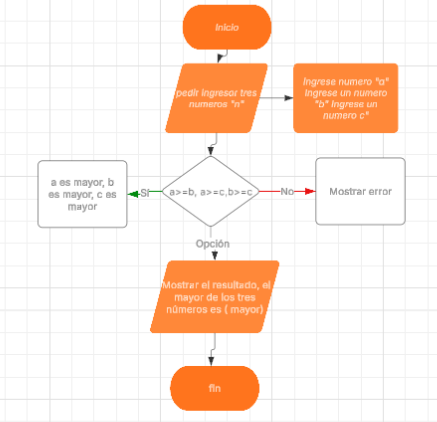 Inicio
pedir ingresar tres
numeros "n"
Ingrese numero "a"
Ingrese un numero
"b" Ingrese un
numero c"
a es mayor, b
es mayor, c es
mayor
Si
a>=b, a>=c,b>=c
No
Mostrar error
Opción
Mostrar el resultado, el
mayor de los tres
números es ( mayor)
fin